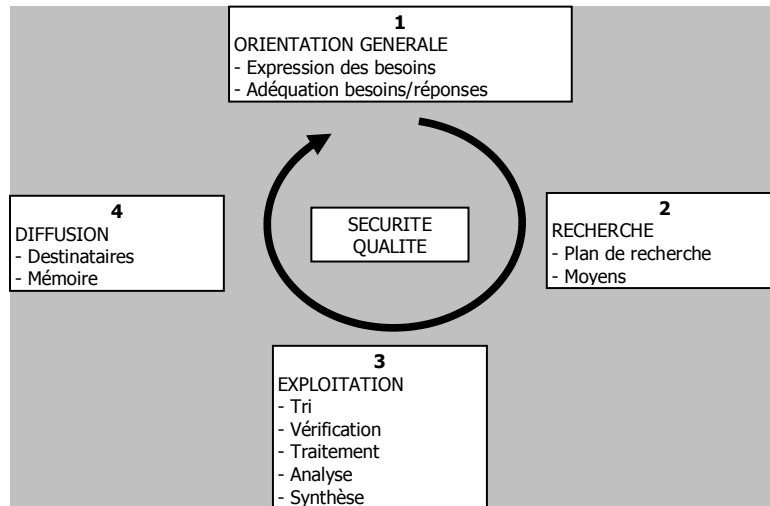 1
ORIENTATION GENERALE
- Expression des besoins
- Adéquation besoins/réponses
2
RECHERCHE
- Plan de recherche
- Moyens
3
EXPLOITATION
- Tri
- Vérification
- Traitement
- Analyse
- Synthèse
4
DIFFUSION
- Destinataires
- Mémoire
SECURITE
QUALITE